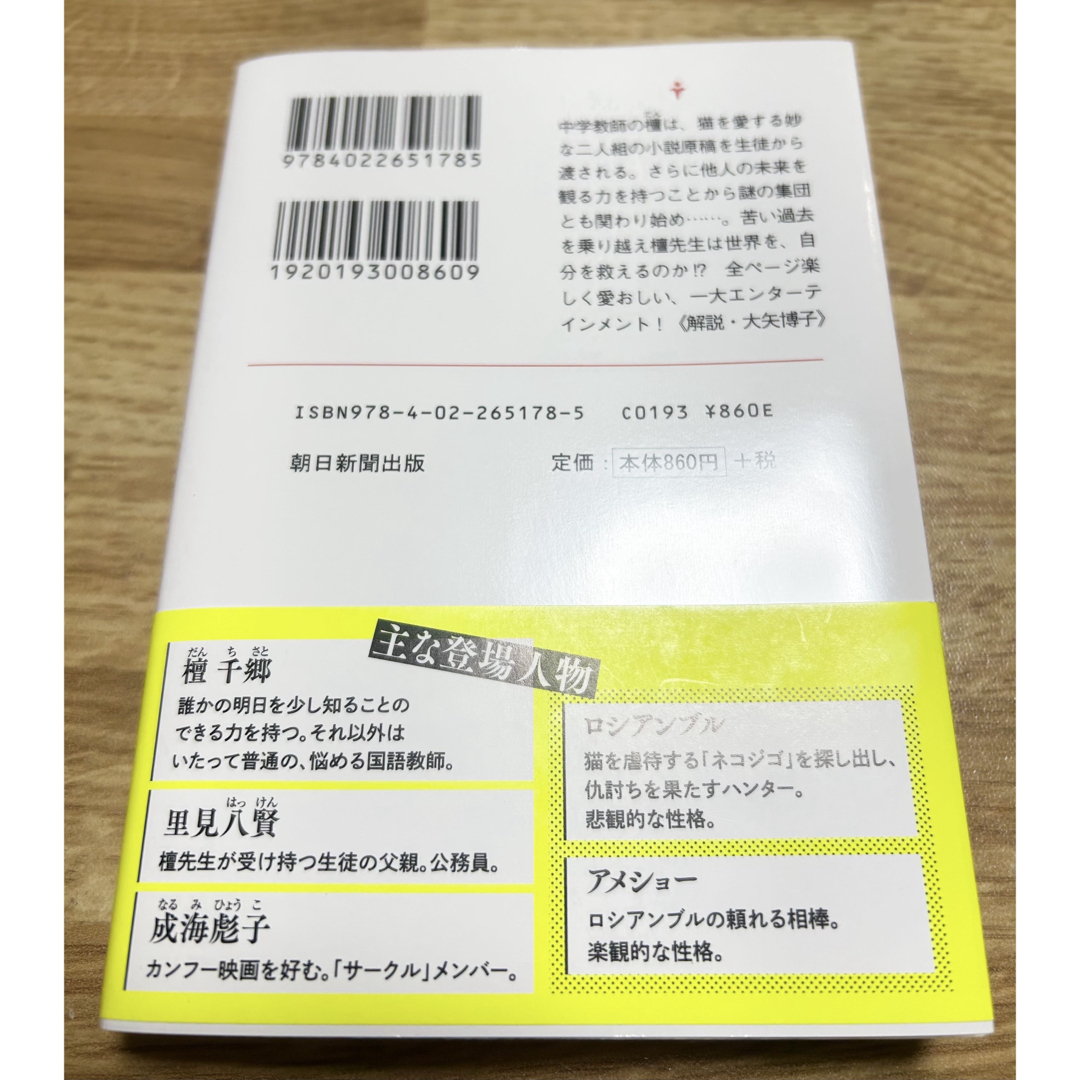 9784022651785
1920193008609
中学教師の檀は、猫を愛する妙
な二人組の小説原稿を生徒から
渡される。さらに他人の未来を
観る力を持つことから謎の集団
とも関わり始め……。苦い過去
を乗り越え檀先生は世界を、自
分を救えるのか!? 全ページ楽
しく愛おしい、一大エンターテ
インメント！《解説・大矢博子》
ISBN978-4-02-265178-5 C0193 ¥860E
朝日新聞出版 定価：本体860円＋税
主な登場人物
だん ち さと
檀 千郷
誰かの明日を少し知ることの
できる力を持つ。それ以外は
いたって普通の、悩める国語教師。
はっ けん
里見八賢
檀先生が受け持つ生徒の父親。公務員。
なる み ひょう こ
成海彪子
カンフー映画を好む。「サークル」メンバー。
ロシアンブル
猫を虐待する「ネコジゴ」を探し出し、
仇討ちを果たすハンター。
悲観的な性格。
アメショー
ロシアンブルの頼れる相棒。
楽観的な性格。